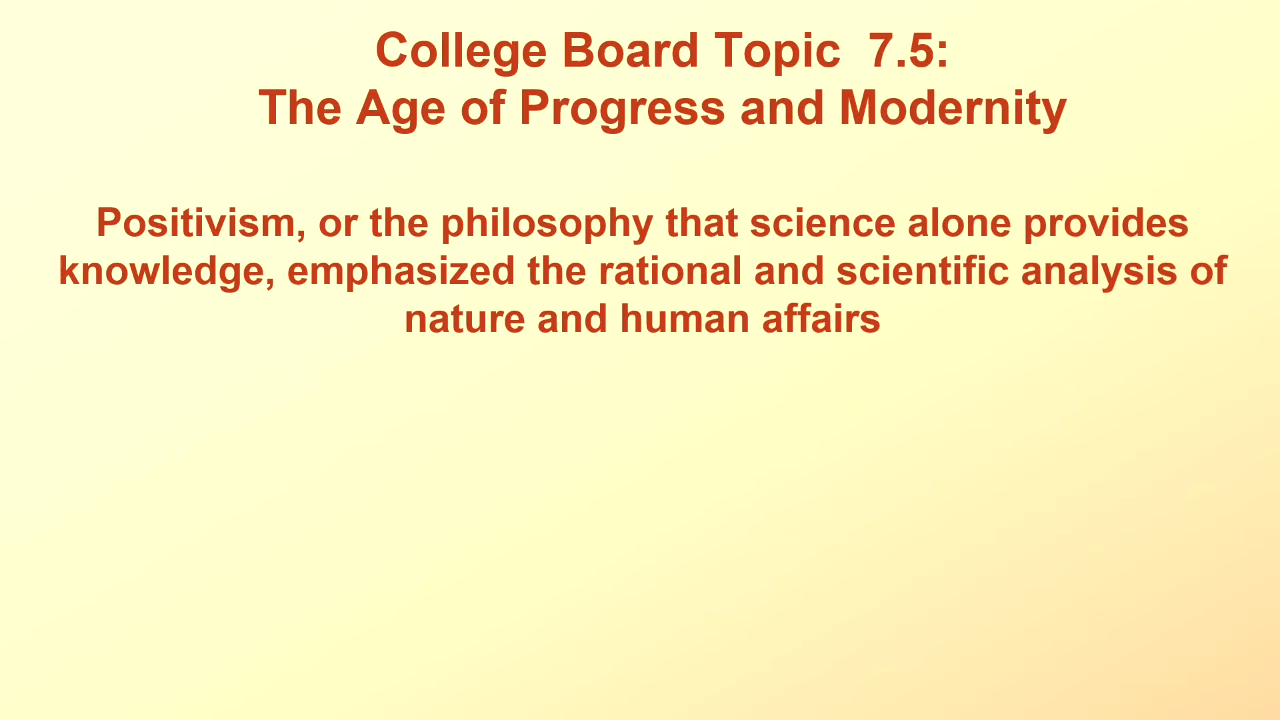 College Board Topic  7.5:
The Age of Progress and Modernity
Positivism, or the philosophy that science alone provides
knowledge, emphasized the rational and scientific analysis of
nature and human affairs